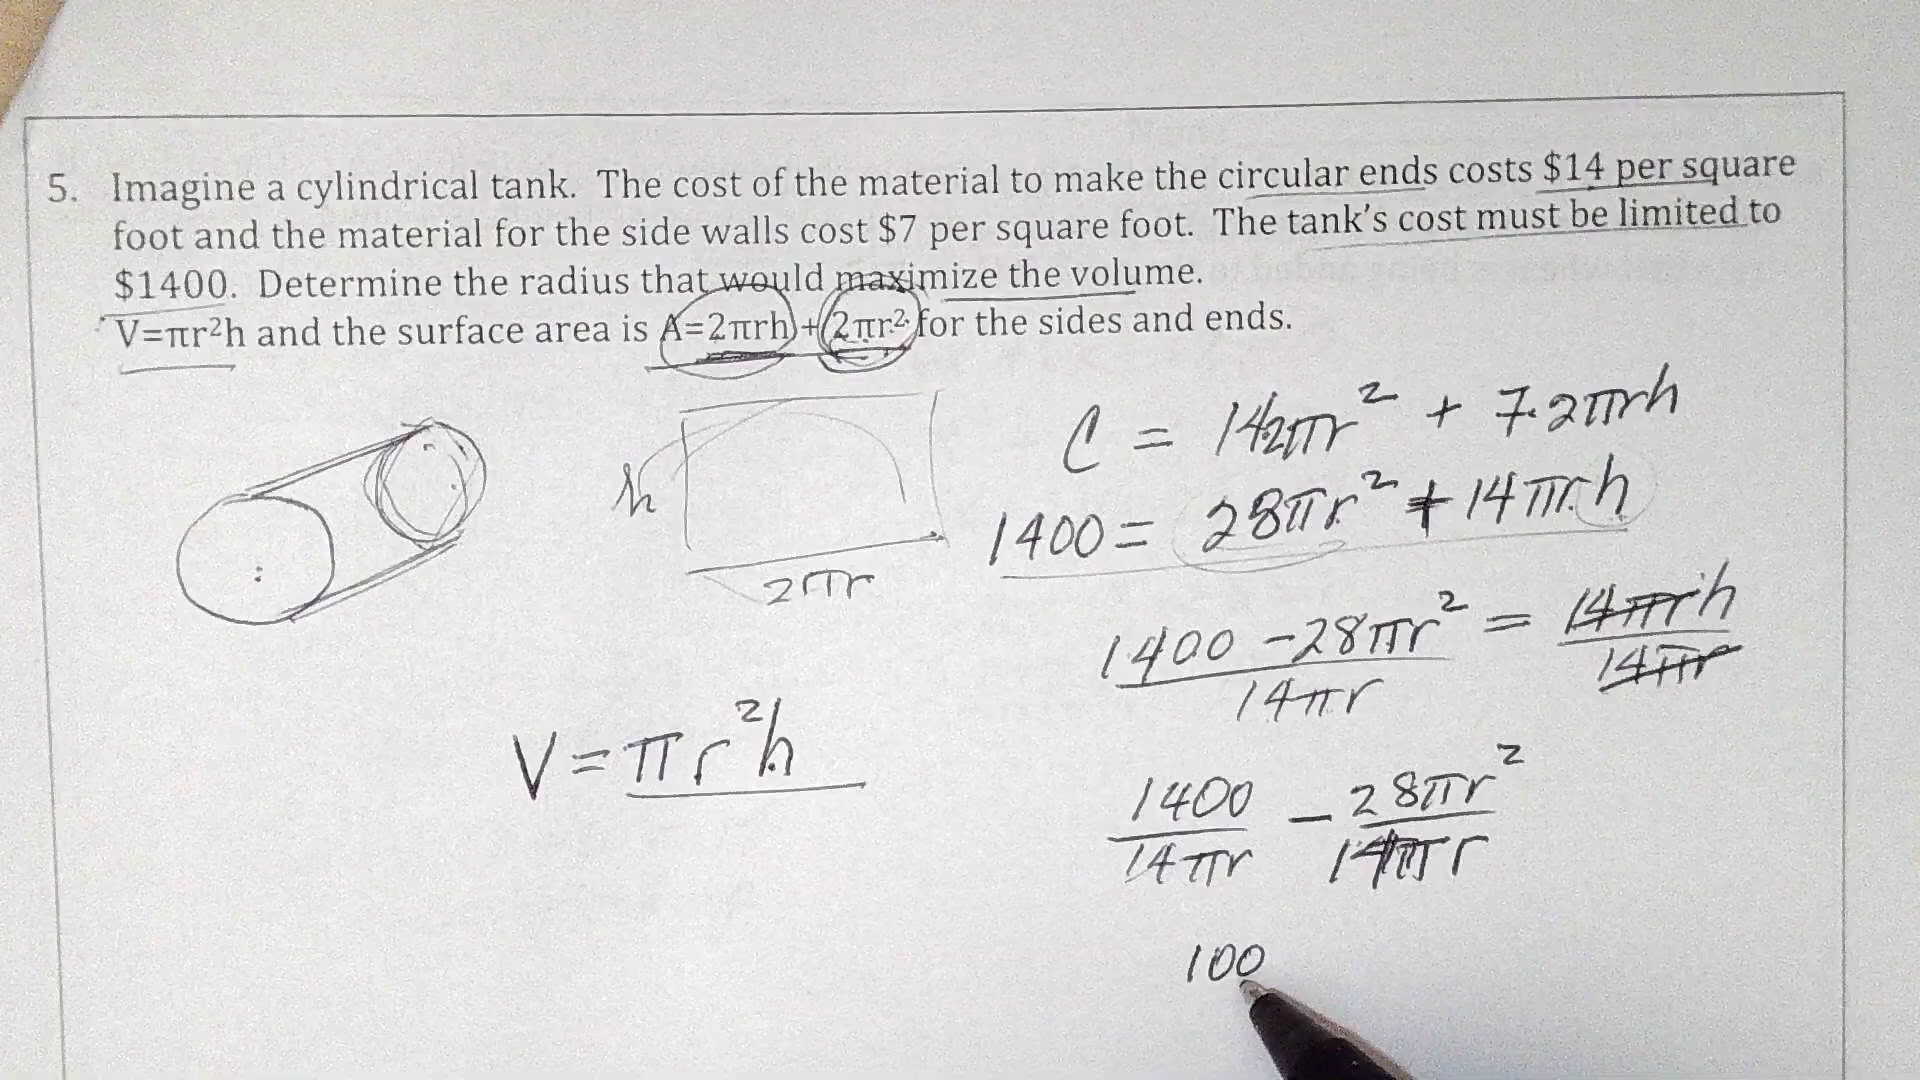 5. Imagine a cylindrical tank. The cost of the material to make the circular ends costs $14 per square
foot and the material for the side walls cost $7 per square foot. The tank's cost must be limited to
$1400. Determine the radius that would maximize the volume.
V=πr²h and the surface area is A=2πrh+2πr² for the sides and ends.
C = 14·2πr² + 7·2πrh
1400 = 28πr² + 14πrh
h
2πr
1400 - 28πr² = 14πrh
14πr 14πr
V = πr²h
1400 - 28πr²
14πr 14πr
100